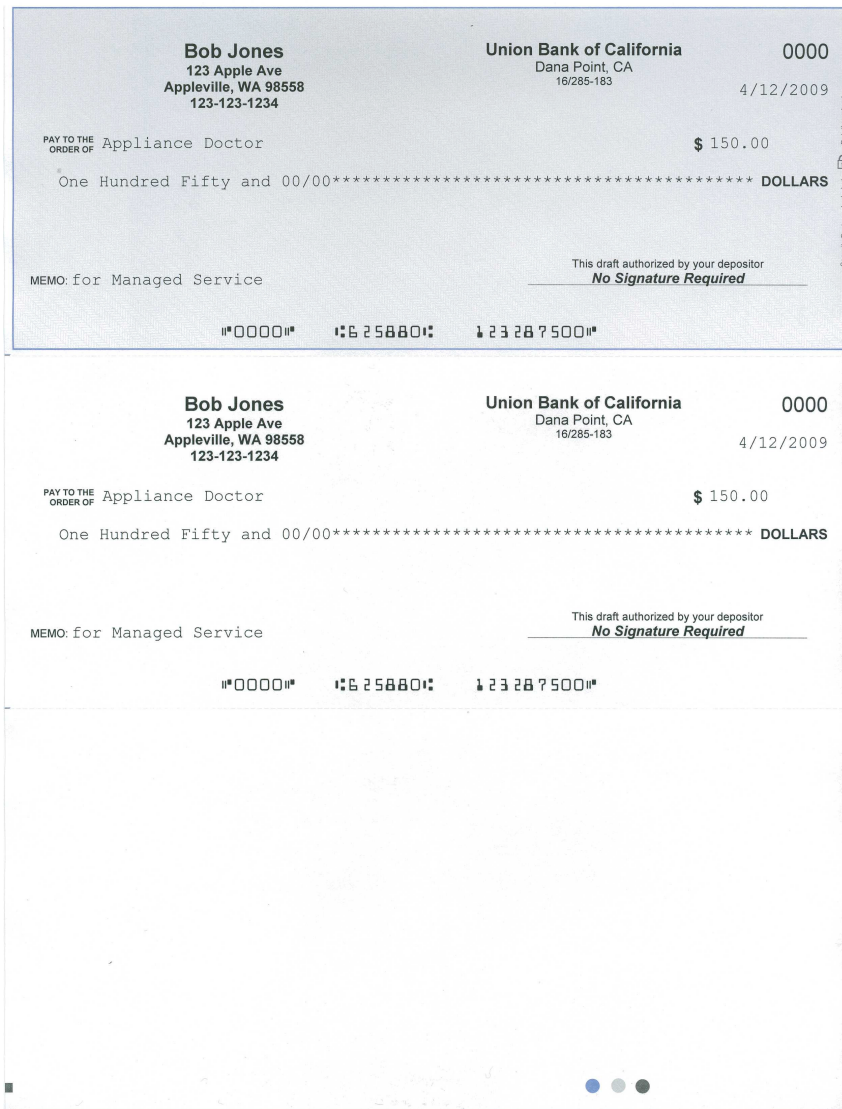 Bob Jones
123 Apple Ave
Appleville, WA 98558
123-123-1234
Union Bank of California
Dana Point, CA
16/285-183
0000
4/12/2009
PAY TO THE ORDER OF Appliance Doctor $ 150.00
One Hundred Fifty and 00/00****************************************** DOLLARS
This draft authorized by your depositor
MEMO: for Managed Service No Signature Required
⑈0000⑈ ⑆625880⑆ 123287500⑈
Bob Jones
123 Apple Ave
Appleville, WA 98558
123-123-1234
Union Bank of California
Dana Point, CA
16/285-183
0000
4/12/2009
PAY TO THE ORDER OF Appliance Doctor $ 150.00
One Hundred Fifty and 00/00****************************************** DOLLARS
This draft authorized by your depositor
MEMO: for Managed Service No Signature Required
⑈0000⑈ ⑆625880⑆ 123287500⑈